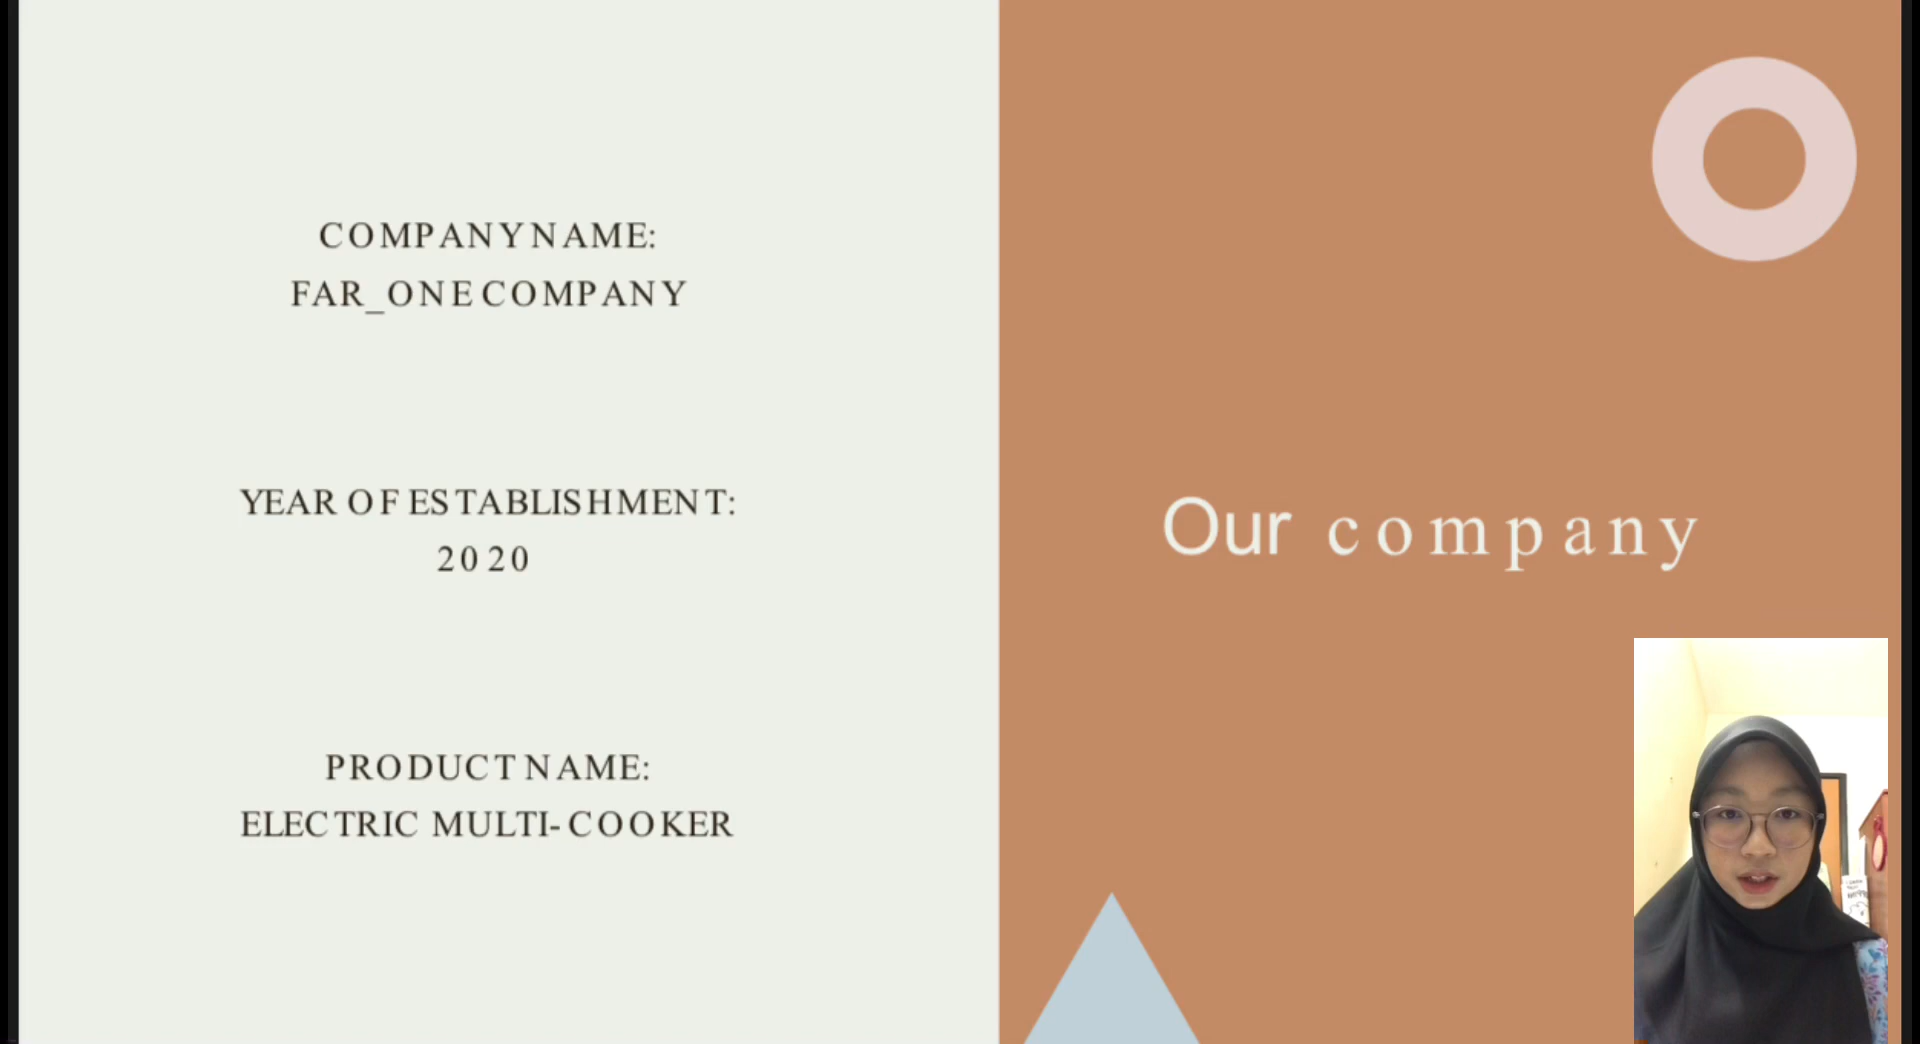 COMPANY NAME:
FAR_ONE COMPANY
YEAR OF ESTABLISHMENT:
2020
PRODUCT NAME:
ELECTRIC MULTI-COOKER
Our company